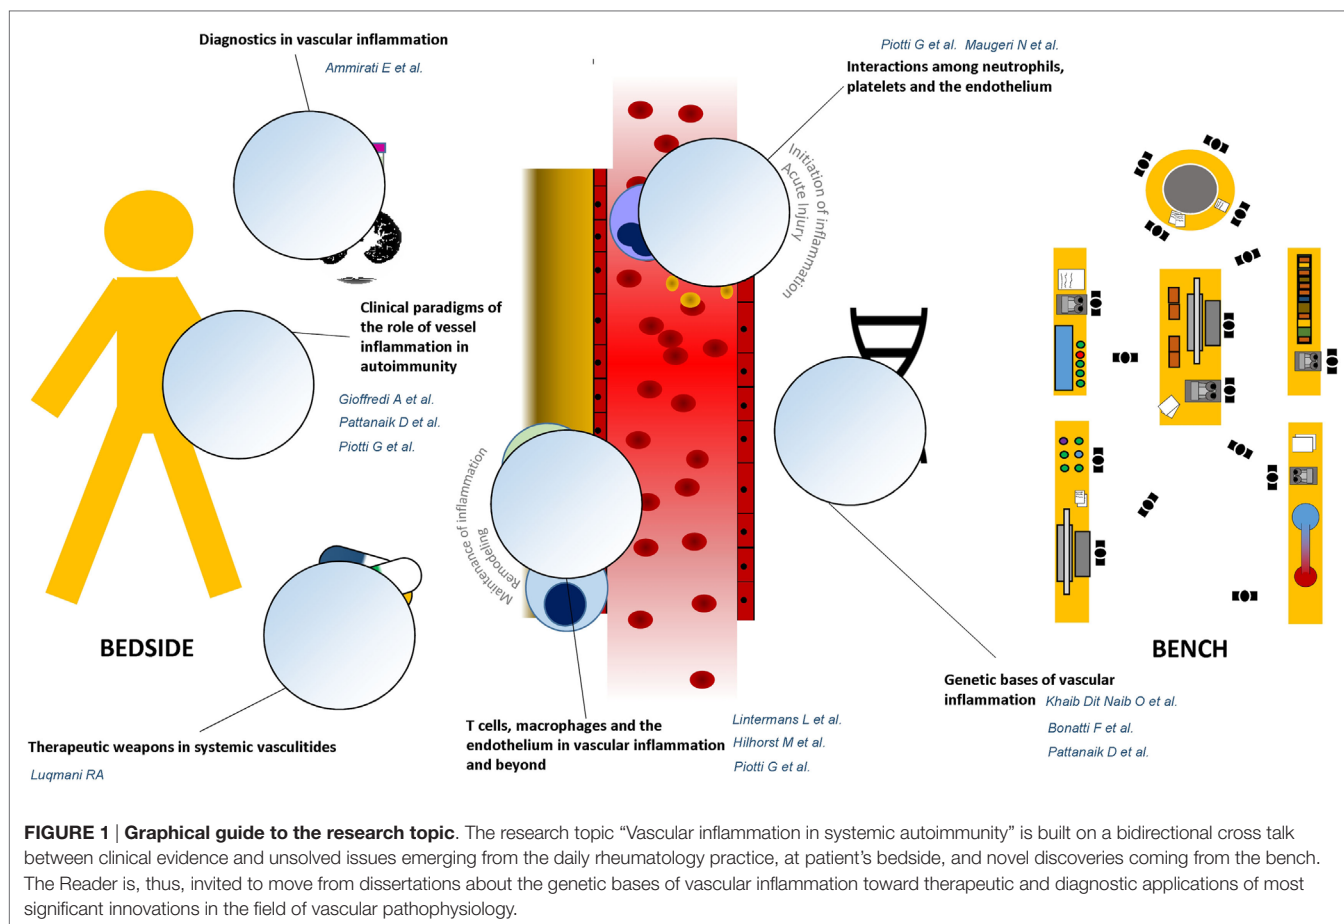 Diagnostics in vascular inflammation
Ammirati E et al.
Piotti G et al. Maugeri N et al.
Interactions among neutrophils,
platelets and the endothelium
Initiation of inflammation
Acute Injury
Clinical paradigms of
the role of vessel
inflammation in
autoimmunity
Gioffredi A et al.
Pattanaik D et al.
Piotti G et al.
Maintenance of inflammation
Remodeling
BEDSIDE
BENCH
Therapeutic weapons in systemic vasculitides
Luqmani RA
T cells, macrophages and the
endothelium in vascular inflammation
and beyond
Lintermans L et al.
Hilhorst M et al.
Piotti G et al.
Genetic bases of vascular
inflammation Khaib Dit Naib O et al.
Bonatti F et al.
Pattanaik D et al.
FIGURE 1 | Graphical guide to the research topic. The research topic “Vascular inflammation in systemic autoimmunity” is built on a bidirectional cross talk
between clinical evidence and unsolved issues emerging from the daily rheumatology practice, at patient’s bedside, and novel discoveries coming from the bench.
The Reader is, thus, invited to move from dissertations about the genetic bases of vascular inflammation toward therapeutic and diagnostic applications of most
significant innovations in the field of vascular pathophysiology.